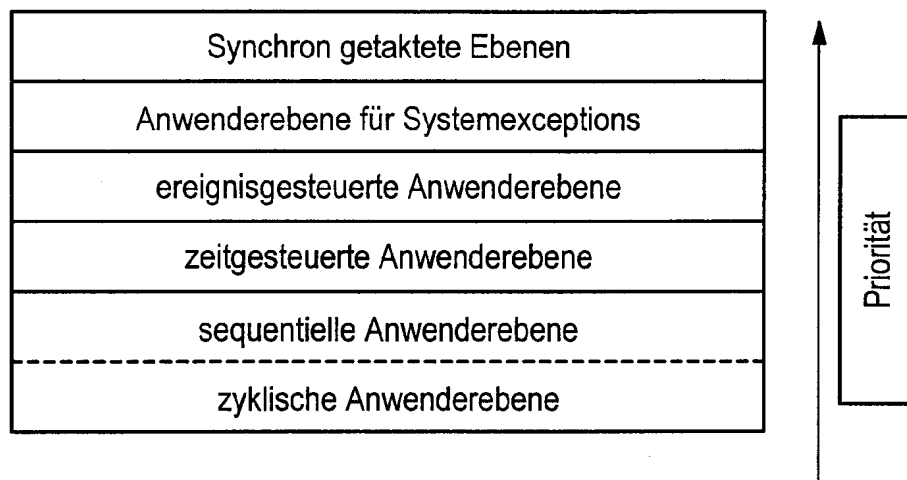 Synchron getaktete Ebenen
Anwenderebene für Systemexceptions
ereignisgesteuerte Anwenderebene
zeitgesteuerte Anwenderebene
sequentielle Anwenderebene
zyklische Anwenderebene
Priorität